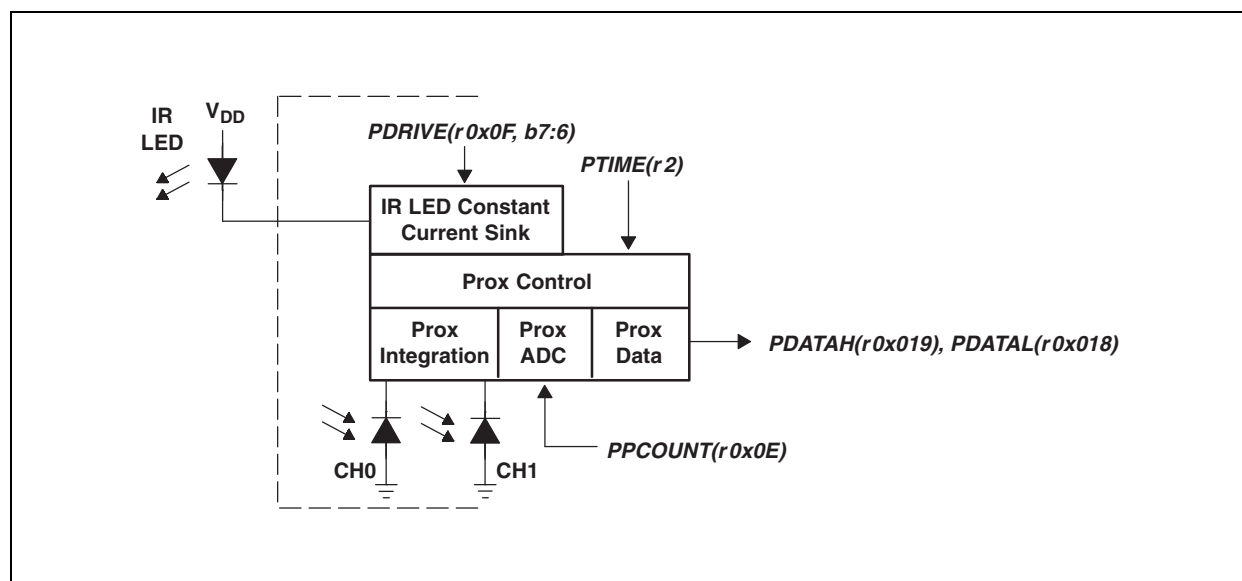 IR
LED
VDD
PDRIVE(r0x0F, b7:6)
PTIME(r2)
IR LED Constant
Current Sink
Prox Control
Prox
Integration
Prox
ADC
Prox
Data
PDATAH(r0x019), PDATAL(r0x018)
CH0
CH1
PPCOUNT(r0x0E)